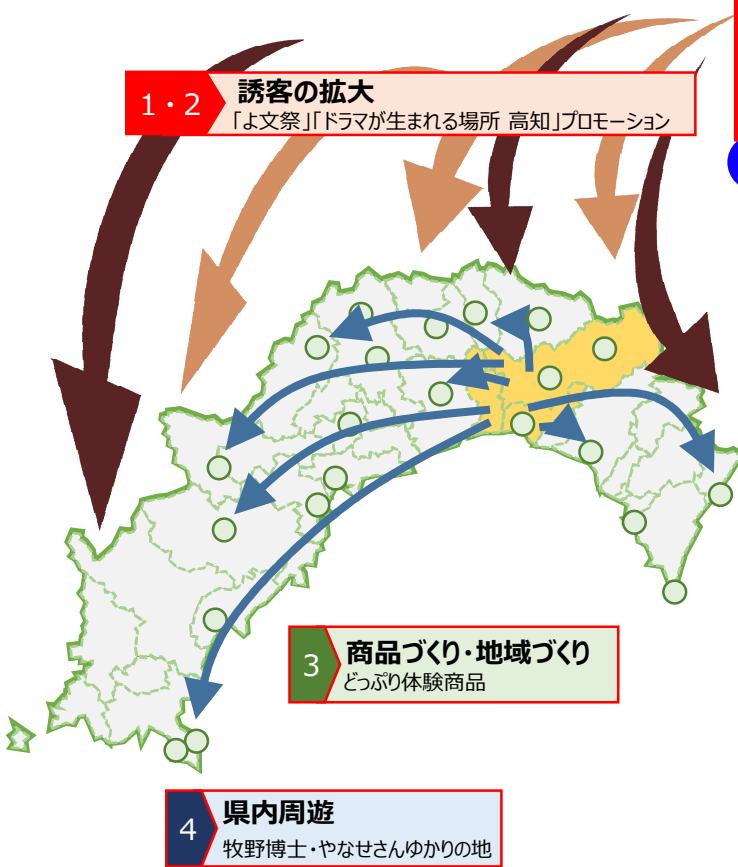 1・2
誘客の拡大
「よ文祭」「ドラマが生まれる場所 高知」プロモーション
3
商品づくり・地域づくり
どっぷり体験商品
4
県内周遊
牧野博士・やなせさんゆかりの地